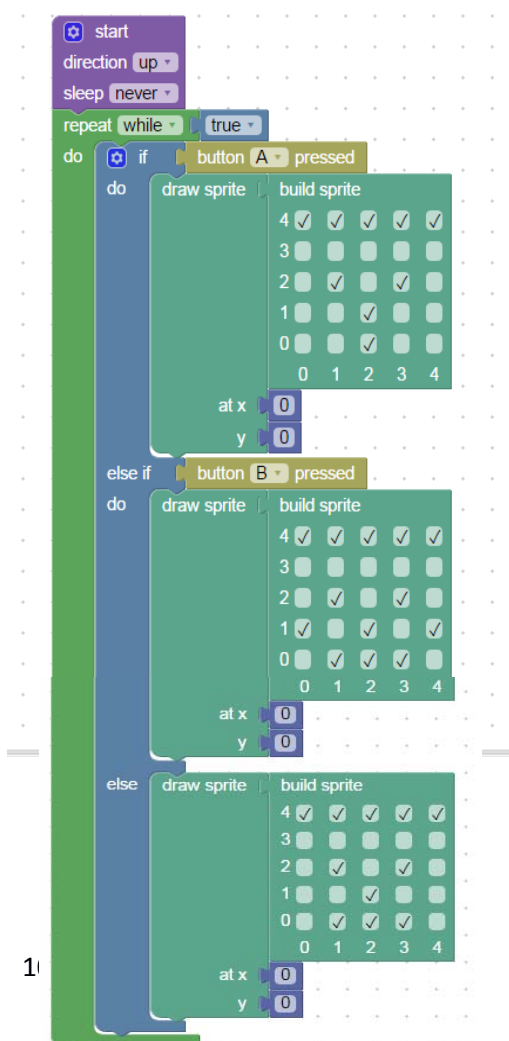 start
direction up
sleep never
repeat while true
do if button A pressed
do draw sprite build sprite
4
3
2
1
0
0 1 2 3 4
at x 0
y 0
else if button B pressed
do draw sprite build sprite
4
3
2
1
0
0 1 2 3 4
at x 0
y 0
else draw sprite build sprite
4
3
2
1
0
0 1 2 3 4
at x 0
y 0